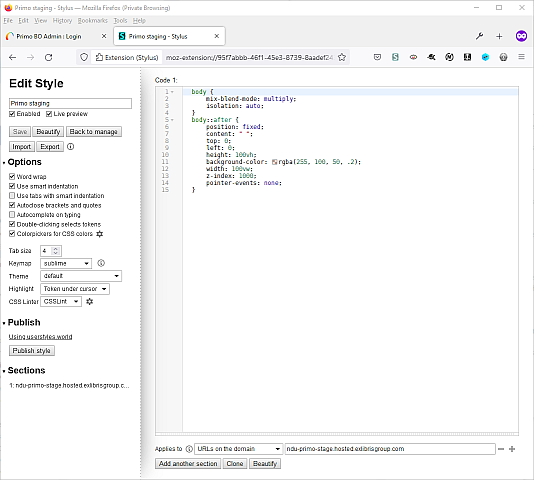 Primo staging - Stylus — Mozilla Firefox (Private Browsing)
File Edit View History Bookmarks Tools Help
Primo BO Admin : Login
Primo staging - Stylus
Extension (Stylus)
moz-extension://95f7abbb-46f1-45e3-8739-8aadef24
Edit Style
Primo staging
Enabled Live preview
Save Beautify Back to manage
Import Export
Options
Word wrap
Use smart indentation
Use tabs with smart indentation
Autoclose brackets and quotes
Autocomplete on typing
Double-clicking selects tokens
Colorpickers for CSS colors
Tab size 4
Keymap sublime
Theme default
Highlight Token under cursor
CSS Linter CSSLint
Publish
Using userstyles.world
Publish style
Sections
1: ndu-primo-stage.hosted.exlibrisgroup.c...
Code 1:
1 body {
2 mix-blend-mode: multiply;
3 isolation: auto;
4 }
5 body::after {
6 position: fixed;
7 content: " ";
8 top: 0;
9 left: 0;
10 height: 100vh;
11 background-color: rgba(255, 100, 50, .2);
12 width: 100vw;
13 z-index: 1000;
14 pointer-events: none;
15 }
Applies to URLs on the domain ndu-primo-stage.hosted.exlibrisgroup.com
Add another section Clone Beautify